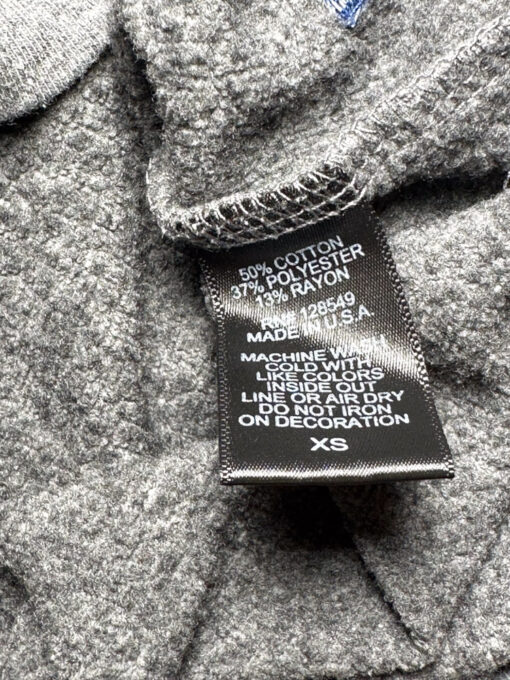 50% COTTON
37% POLYESTER
13% RAYON
RN# 128549
MADE IN U.S.A.
MACHINE WASH
COLD WITH
LIKE COLORS
INSIDE OUT
LINE OR AIR DRY
DO NOT IRON
ON DECORATION
XS